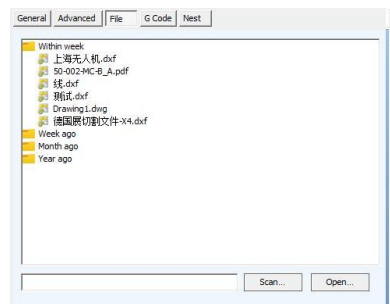 General Advanced File G Code Nest
Within week
上海无人机.dxf
50-002-MC-B_A.pdf
线.dxf
测试.dxf
Drawing1.dwg
德国展切割文件-X4.dxf
Week ago
Month ago
Year ago
Scan... Open...